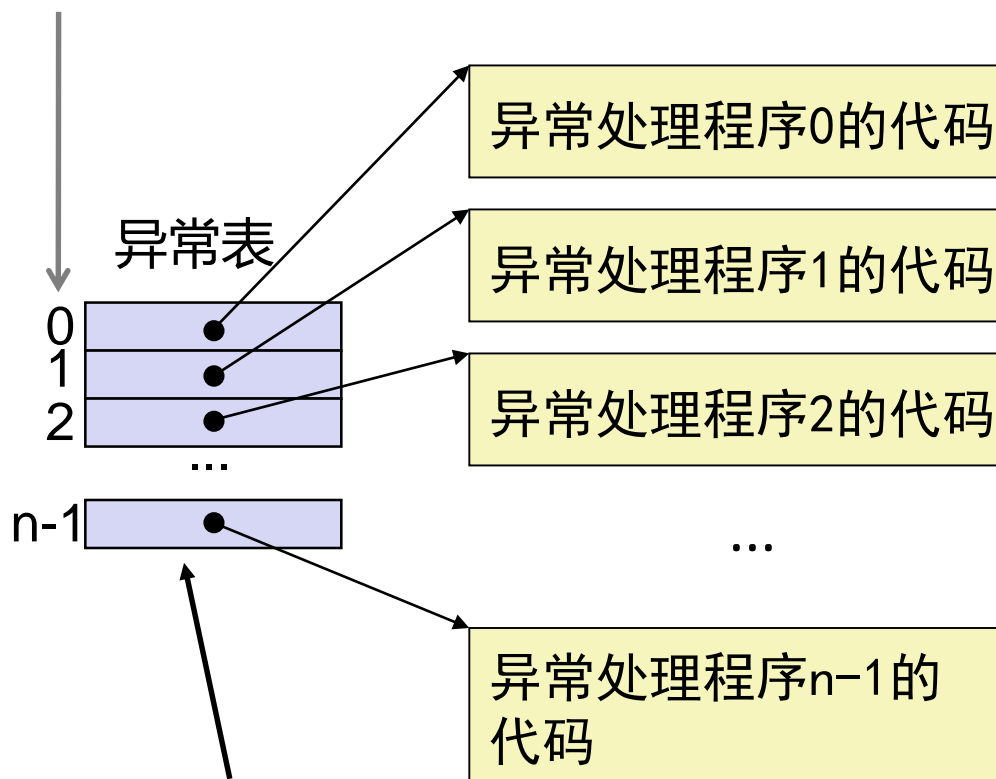 异常处理程序0的代码
异常表
异常处理程序1的代码
0
1
2
异常处理程序2的代码
...
n-1
...
异常处理程序n-1的
代码